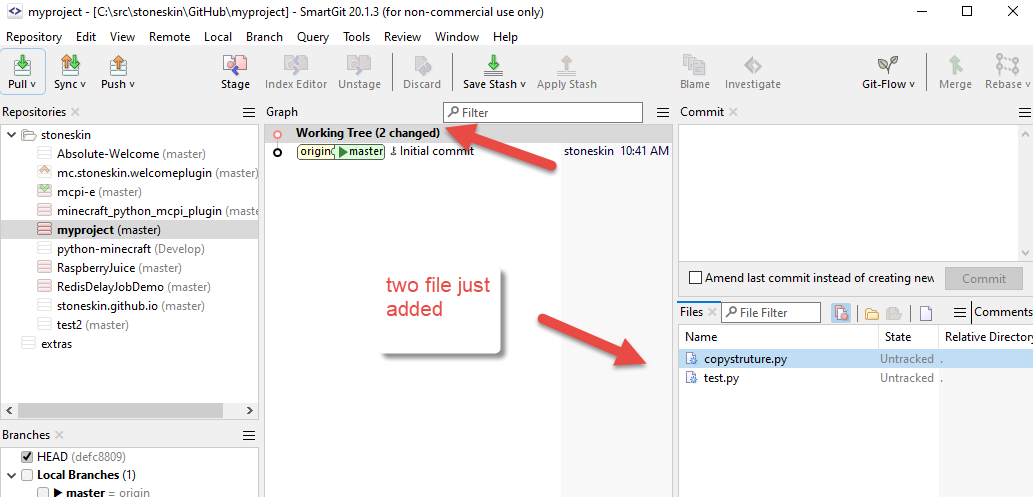 myproject - [C:\src\stoneskin\GitHub\myproject] - SmartGit 20.1.3 (for non-commercial use only)
Repository Edit View Remote Local Branch Query Tools Review Window Help
Pull Sync Push Stage Index Editor Unstage Discard Save Stash Apply Stash Blame Investigate Git-Flow Merge Rebase
Repositories
stoneskin
Absolute-Welcome (master)
mc.stoneskin.welcomeplugin (master)
mcpi-e (master)
minecraft_python_mcpi_plugin (maste
myproject (master)
python-minecraft (Develop)
RaspberryJuice (master)
RedisDelayJobDemo (master)
stoneskin.github.io (master)
test2 (master)
extras
Branches
HEAD (defc8809)
Local Branches (1)
master = origin
Graph
Filter
Working Tree (2 changed)
origin master Initial commit stoneskin 10:41 AM
two file just
added
Commit
Amend last commit instead of creating new
Commit
Files
File Filter
Comments
Name State Relative Directory
copystruture.py Untracked .
test.py Untracked .